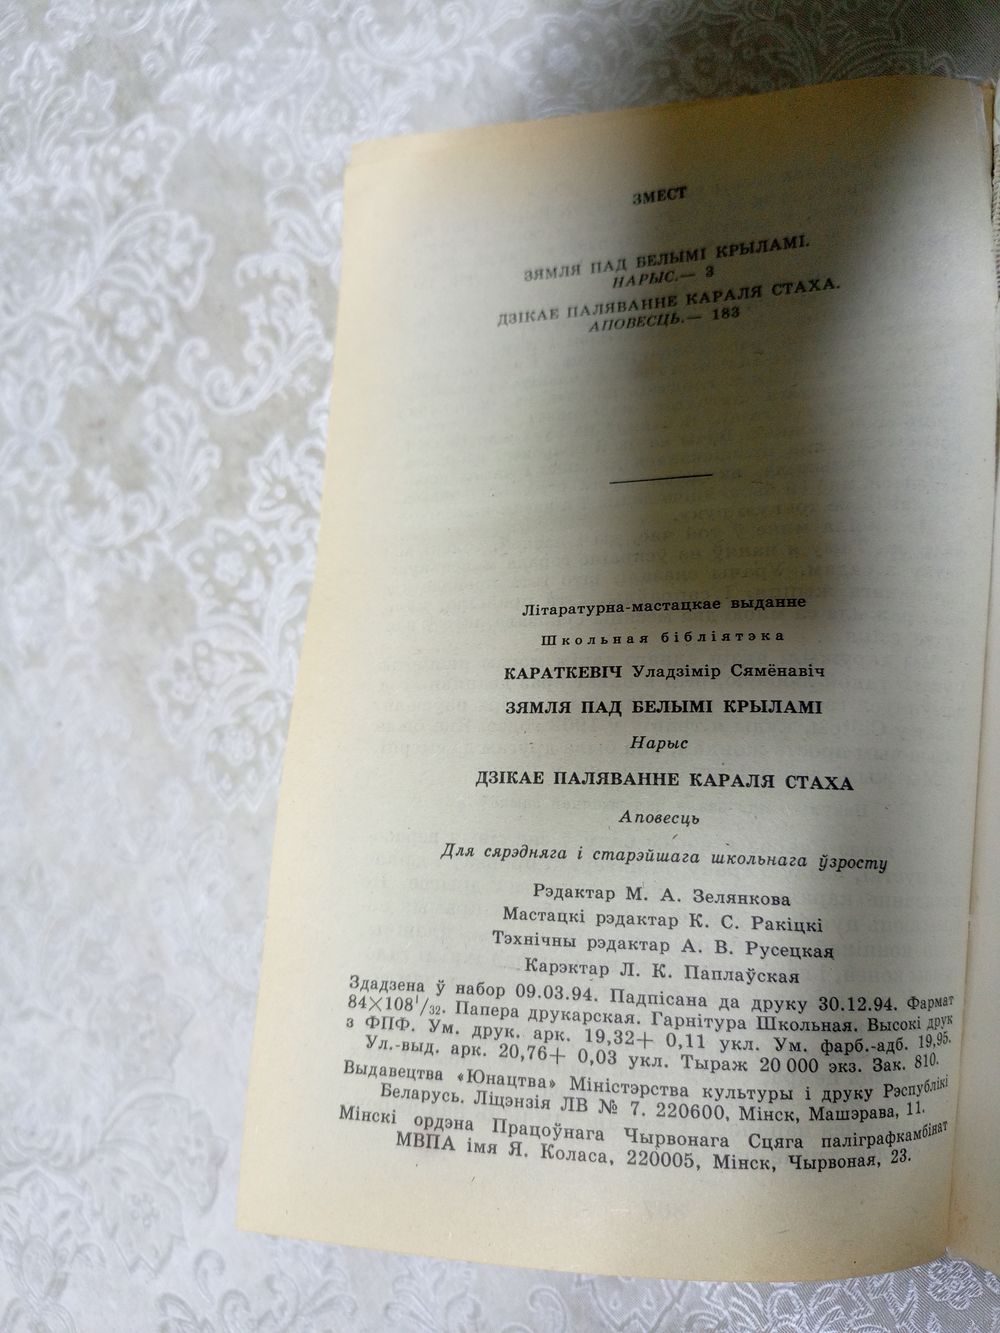 ЗМЕСТ
ЗЯМЛЯ ПАД БЕЛЫМІ КРЫЛАМІ.
НАРЫС.— 3
ДЗІКАЕ ПАЛЯВАННЕ КАРАЛЯ СТАХА.
АПОВЕСЦЬ.— 183
Літаратурна-мастацкае выданне
Школьная бібліятэка
КАРАТКЕВІЧ Уладзімір Сямёнавіч
ЗЯМЛЯ ПАД БЕЛЫМІ КРЫЛАМІ
Нарыс
ДЗІКАЕ ПАЛЯВАННЕ КАРАЛЯ СТАХА
Аповесць
Для сярэдняга і старэйшага школьнага ўзросту
Рэдактар М. А. Зелянкова
Мастацкі рэдактар К. С. Ракіцкі
Тэхнічны рэдактар А. В. Русецкая
Карэктар Л. К. Паплаўская
Здадзена ў набор 09.03.94. Падпісана да друку 30.12.94. Фармат
84×108¹/₃₂. Папера друкарская. Гарнітура Школьная. Высокі друк
з ФПФ. Ум. друк. арк. 19,32+ 0,11 укл. Ум. фарб.-адб. 19,95.
Ул.-выд. арк. 20,76+ 0,03 укл. Тыраж 20 000 экз. Зак. 810.
Выдавецтва «Юнацтва» Міністэрства культуры і друку Рэспублікі
Беларусь. Ліцэнзія ЛВ № 7. 220600, Мінск, Машэрава, 11.
Мінскі ордэна Працоўнага Чырвонага Сцяга паліграфкамбінат
МВПА імя Я. Коласа, 220005, Мінск, Чырвоная, 23.